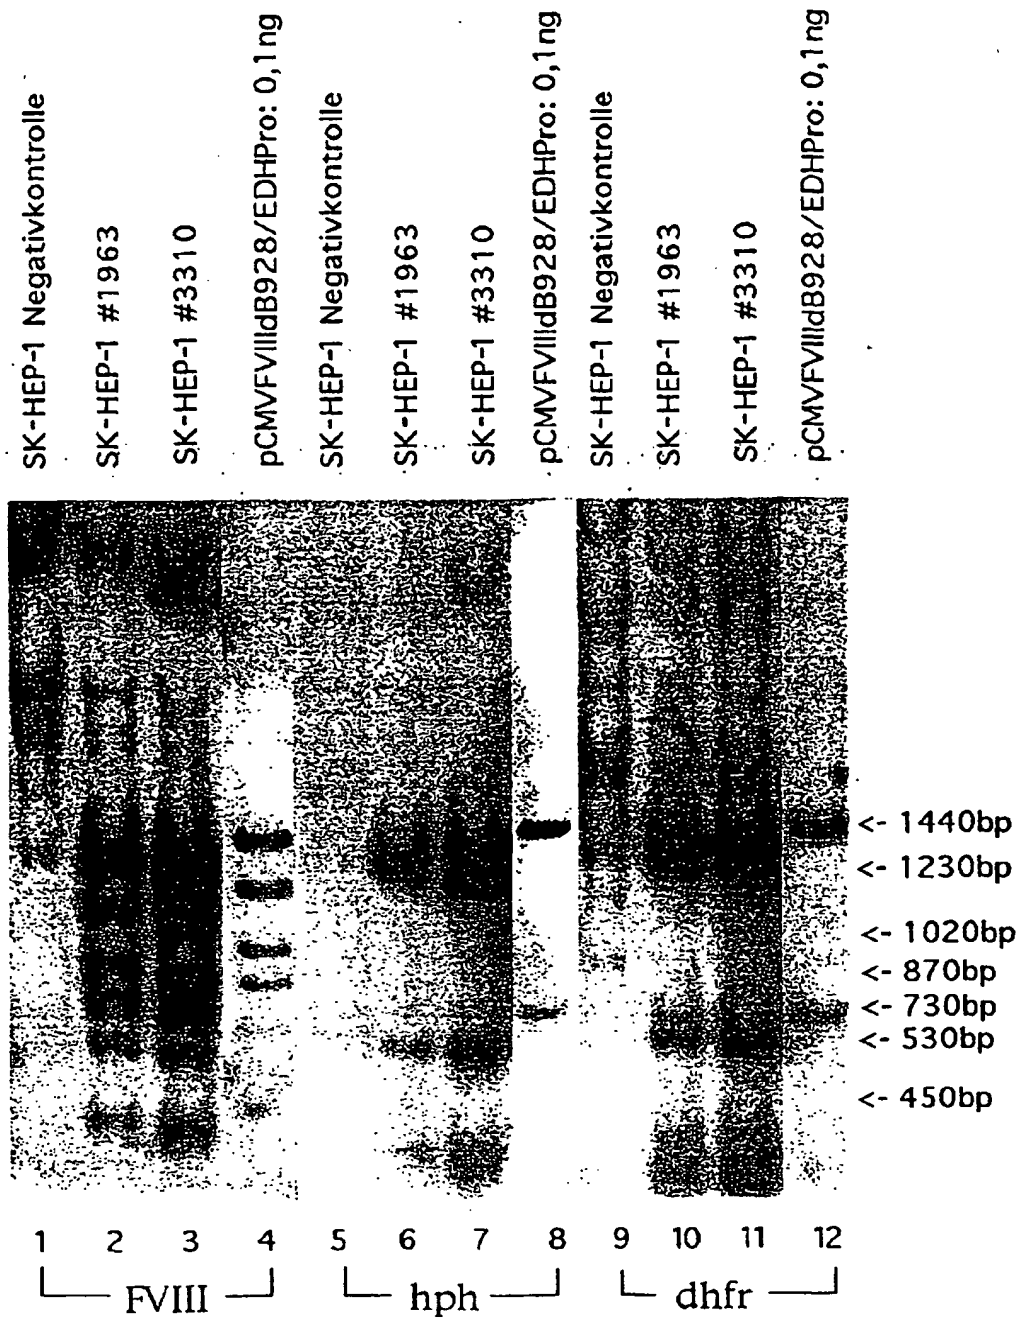 SK-HEP-1 Negativkontrolle
SK-HEP-1 #1963
SK-HEP-1 #3310
pCMVFVIIIdB928/EDHPro: 0,1ng
SK-HEP-1 Negativkontrolle
SK-HEP-1 #1963
SK-HEP-1 #3310
pCMVFVIIIdB928/EDHPro: 0,1ng
SK-HEP-1 Negativkontrolle
SK-HEP-1 #1963
SK-HEP-1 #3310
pCMVFVIIIdB928/EDHPro: 0,1ng
<- 1440bp
<- 1230bp
<- 1020bp
<- 870bp
<- 730bp
<- 530bp
<- 450bp
1 2 3 4 5 6 7 8 9 10 11 12
FVIII hph dhfr